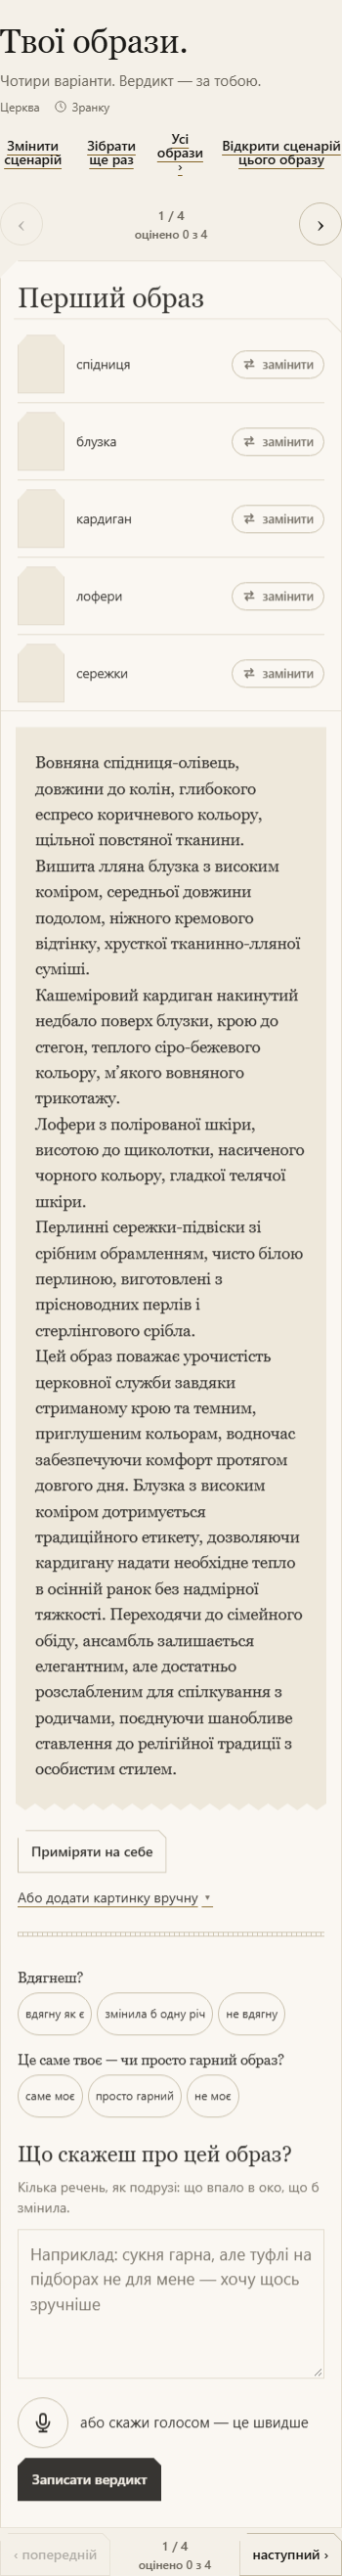 Твої образи.
Чотири варіанти. Вердикт — за тобою.
Церква Зранку
Змінити сценарій
Зібрати ще раз
Усі образи ›
Відкрити сценарій цього образу
‹
1 / 4
оцінено 0 з 4
›
Перший образ
спідниця
⇄ замінити
блузка
⇄ замінити
кардиган
⇄ замінити
лофери
⇄ замінити
сережки
⇄ замінити
Вовняна спідниця-олівець,
довжини до колін, глибокого
еспресо коричневого кольору,
щільної повстяної тканини.
Вишита лляна блузка з високим
коміром, середньої довжини
подолом, ніжного кремового
відтінку, хрусткої тканинно-лляної
суміші.
Кашеміровий кардиган накинутий
недбало поверх блузки, крою до
стегон, теплого сіро-бежевого
кольору, м’якого вовняного
трикотажу.
Лофери з полірованої шкіри,
висотою до щиколотки, насиченого
чорного кольору, гладкої телячої
шкіри.
Перлинні сережки-підвіски зі
срібним обрамленням, чисто білою
перлиною, виготовлені з
прісноводних перлів і
стерлінгового срібла.
Цей образ поважає урочистість
церковної служби завдяки
стриманому крою та темним,
приглушеним кольорам, водночас
забезпечуючи комфорт протягом
довгого дня. Блузка з високим
коміром дотримується
традиційного етикету, дозволяючи
кардигану надати необхідне тепло
в осінній ранок без надмірної
тяжкості. Переходячи до сімейного
обіду, ансамбль залишається
елегантним, але достатньо
розслабленим для спілкування з
родичами, поєднуючи шанобливе
ставлення до релігійної традиції з
особистим стилем.
Приміряти на себе
Або додати картинку вручну ▾
Вдягнеш?
вдягну як є
змінила б одну річ
не вдягну
Це саме твоє — чи просто гарний образ?
саме моє
просто гарний
не моє
Що скажеш про цей образ?
Кілька речень, як подрузі: що впало в око, що б
змінила.
Наприклад: сукня гарна, але туфлі на
підборах не для мене — хочу щось
зручніше
або скажи голосом — це швидше
Записати вердикт
‹ попередній
1 / 4
оцінено 0 з 4
наступний ›